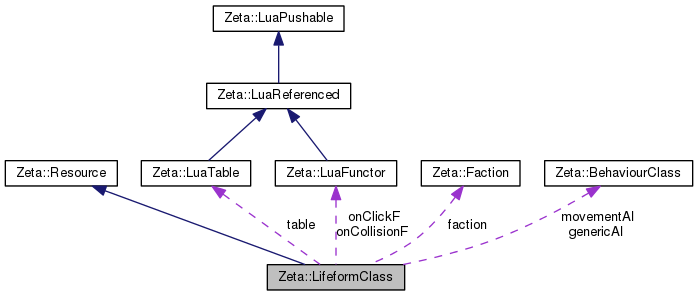 Zeta::LuaPushable
Zeta::LuaReferenced
Zeta::Resource
Zeta::LuaTable
Zeta::LuaFunctor
Zeta::Faction
Zeta::BehaviourClass
table
onClickF
onCollisionF
faction
movementAI
genericAI
Zeta::LifeformClass